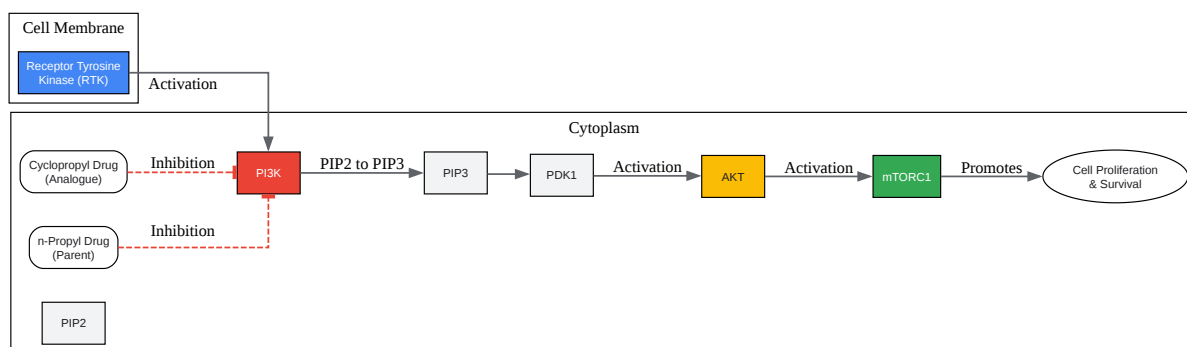 Cell Membrane
Receptor Tyrosine
Kinase (RTK)
Activation
Cytoplasm
Cyclopropyl Drug
(Analogue)
Inhibition
PI3K
PIP2 to PIP3
PIP3
PDK1
Activation
AKT
Activation
mTORC1
Promotes
Cell Proliferation
& Survival
n-Propyl Drug
(Parent)
Inhibition
PIP2